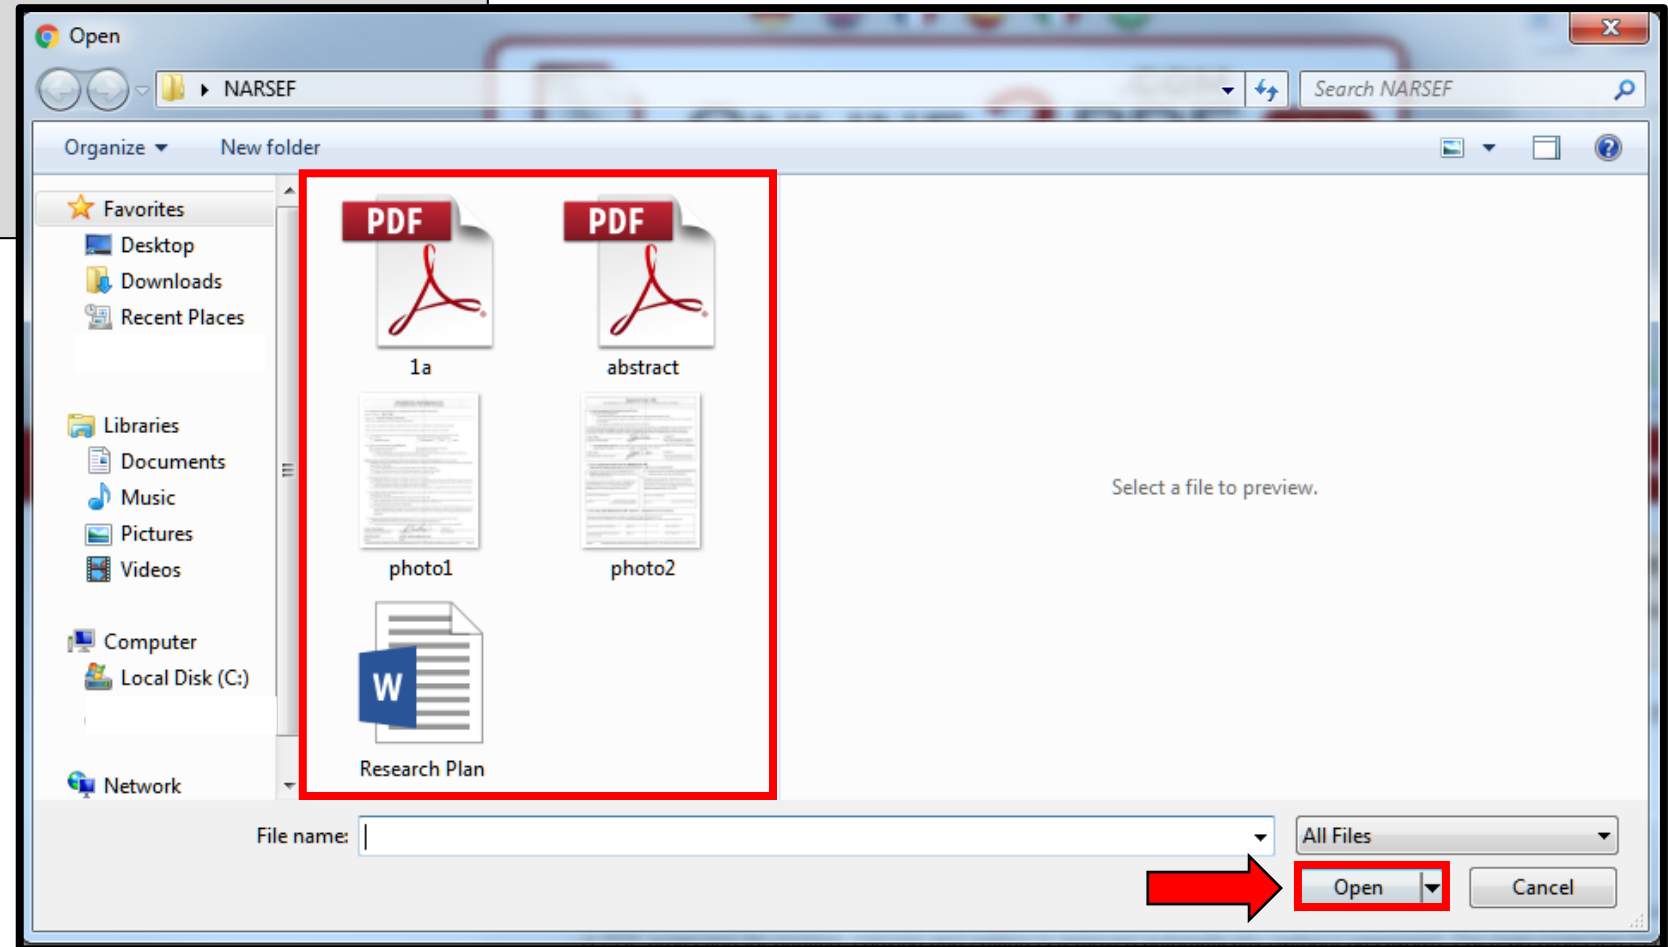 Open
NARSEF
Search NARSEF
Organize
New folder
Favorites
Desktop
Downloads
Recent Places
Libraries
Documents
Music
Pictures
Videos
Computer
Local Disk (C:)
Network
PDF
PDF
1a
abstract
photo1
photo2
W
Research Plan
Select a file to preview.
File name:
All Files
Open
Cancel